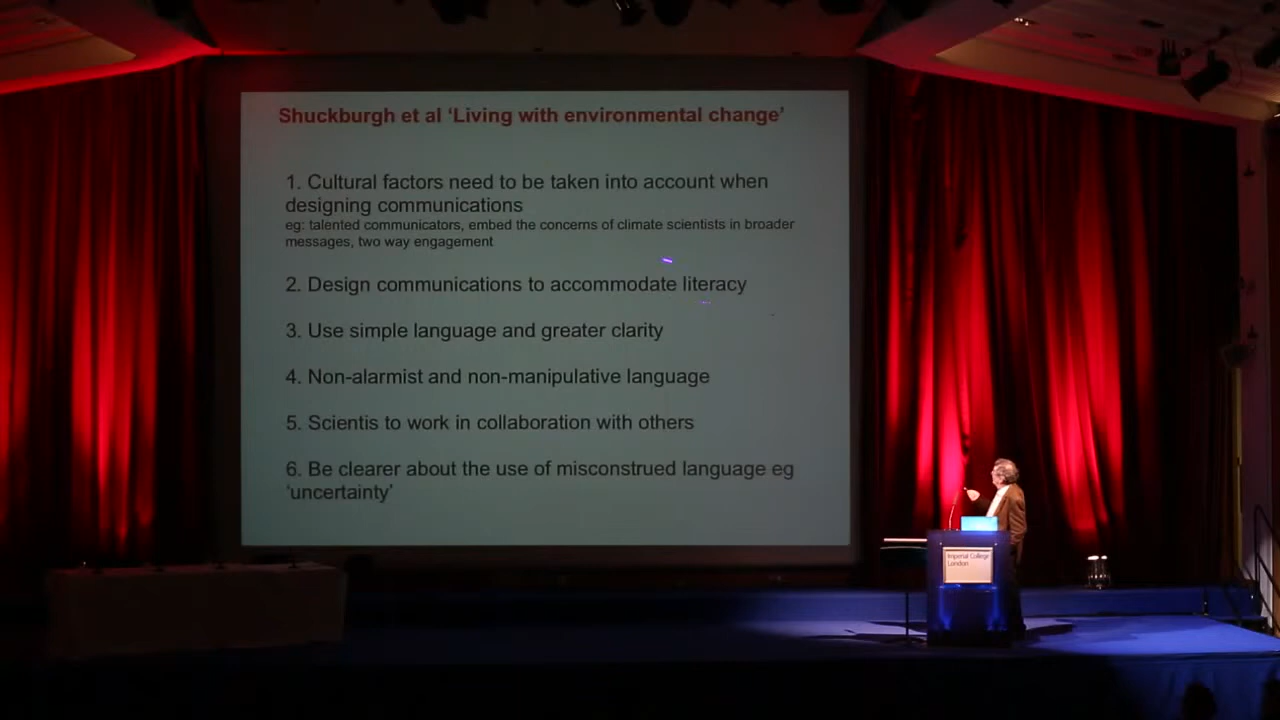 Shuckburgh et al ‘Living with environmental change’
1. Cultural factors need to be taken into account when
designing communications
eg: talented communicators, embed the concerns of climate scientists in broader
messages, two way engagement
2. Design communications to accommodate literacy
3. Use simple language and greater clarity
4. Non-alarmist and non-manipulative language
5. Scientis to work in collaboration with others
6. Be clearer about the use of misconstrued language eg
‘uncertainty’
Imperial College
London